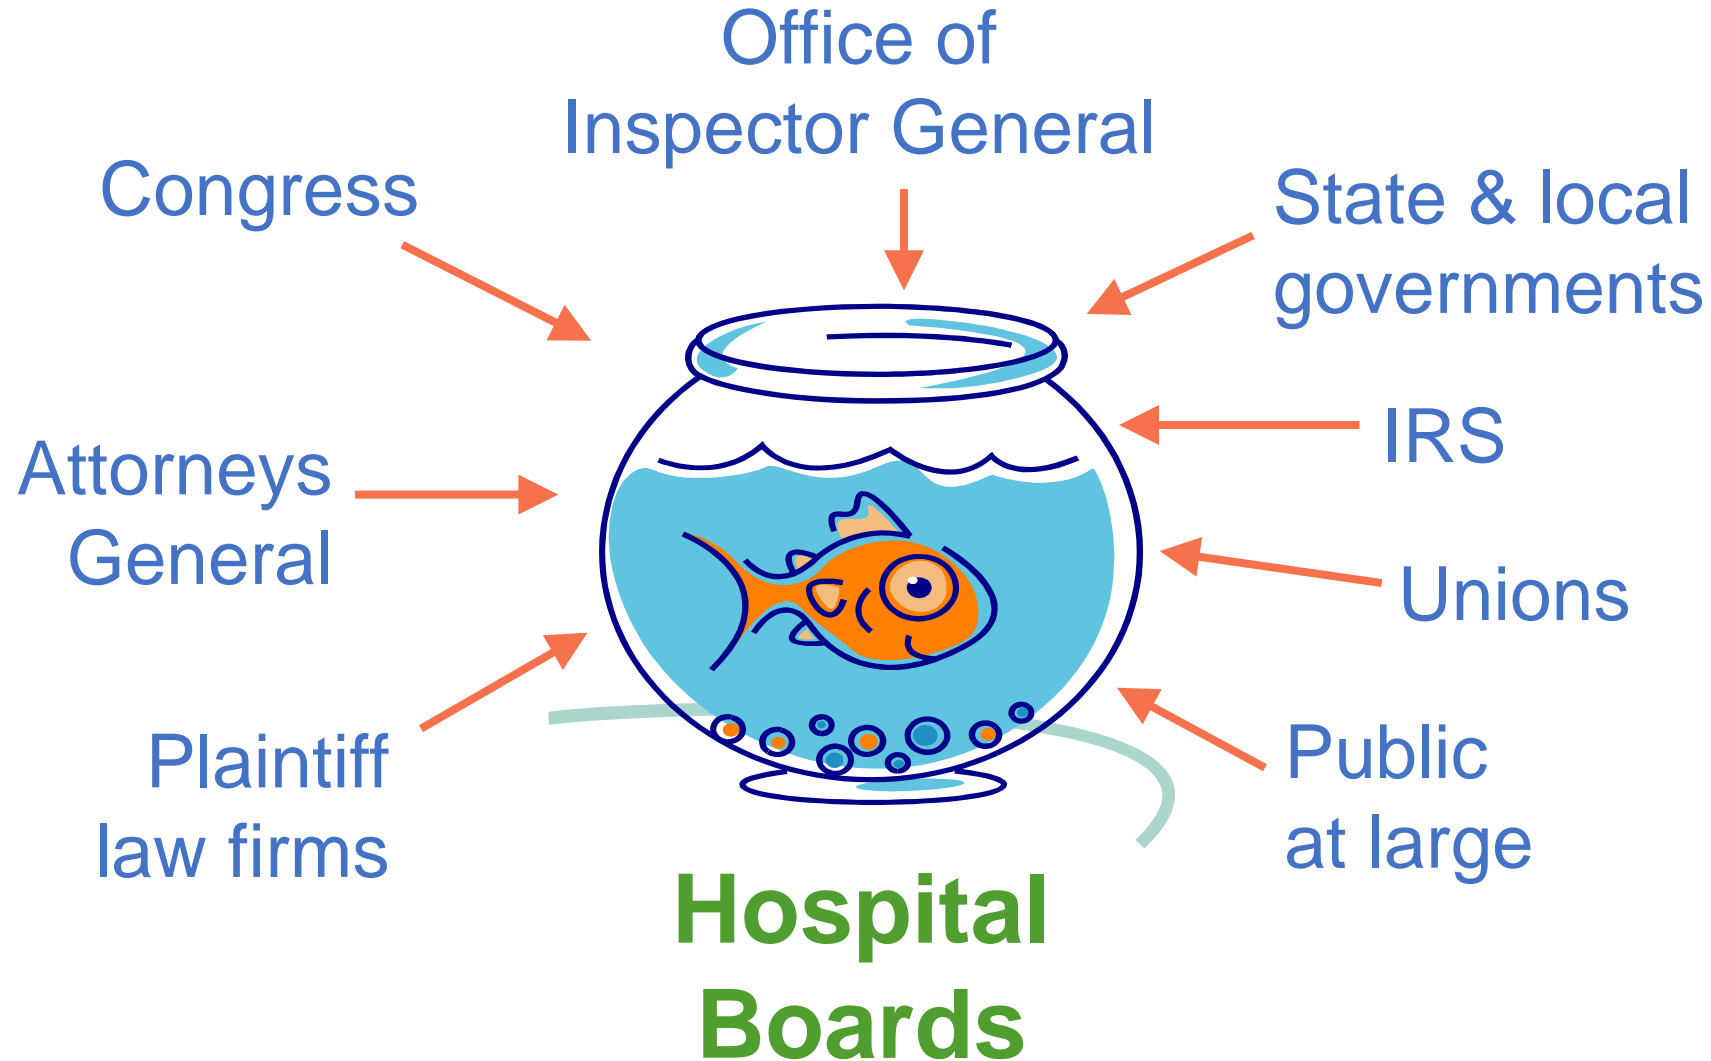 Office of
Inspector General
Congress
State & local
governments
Attorneys
General
IRS
Unions
Plaintiff
law firms
Public
at large
Hospital
Boards